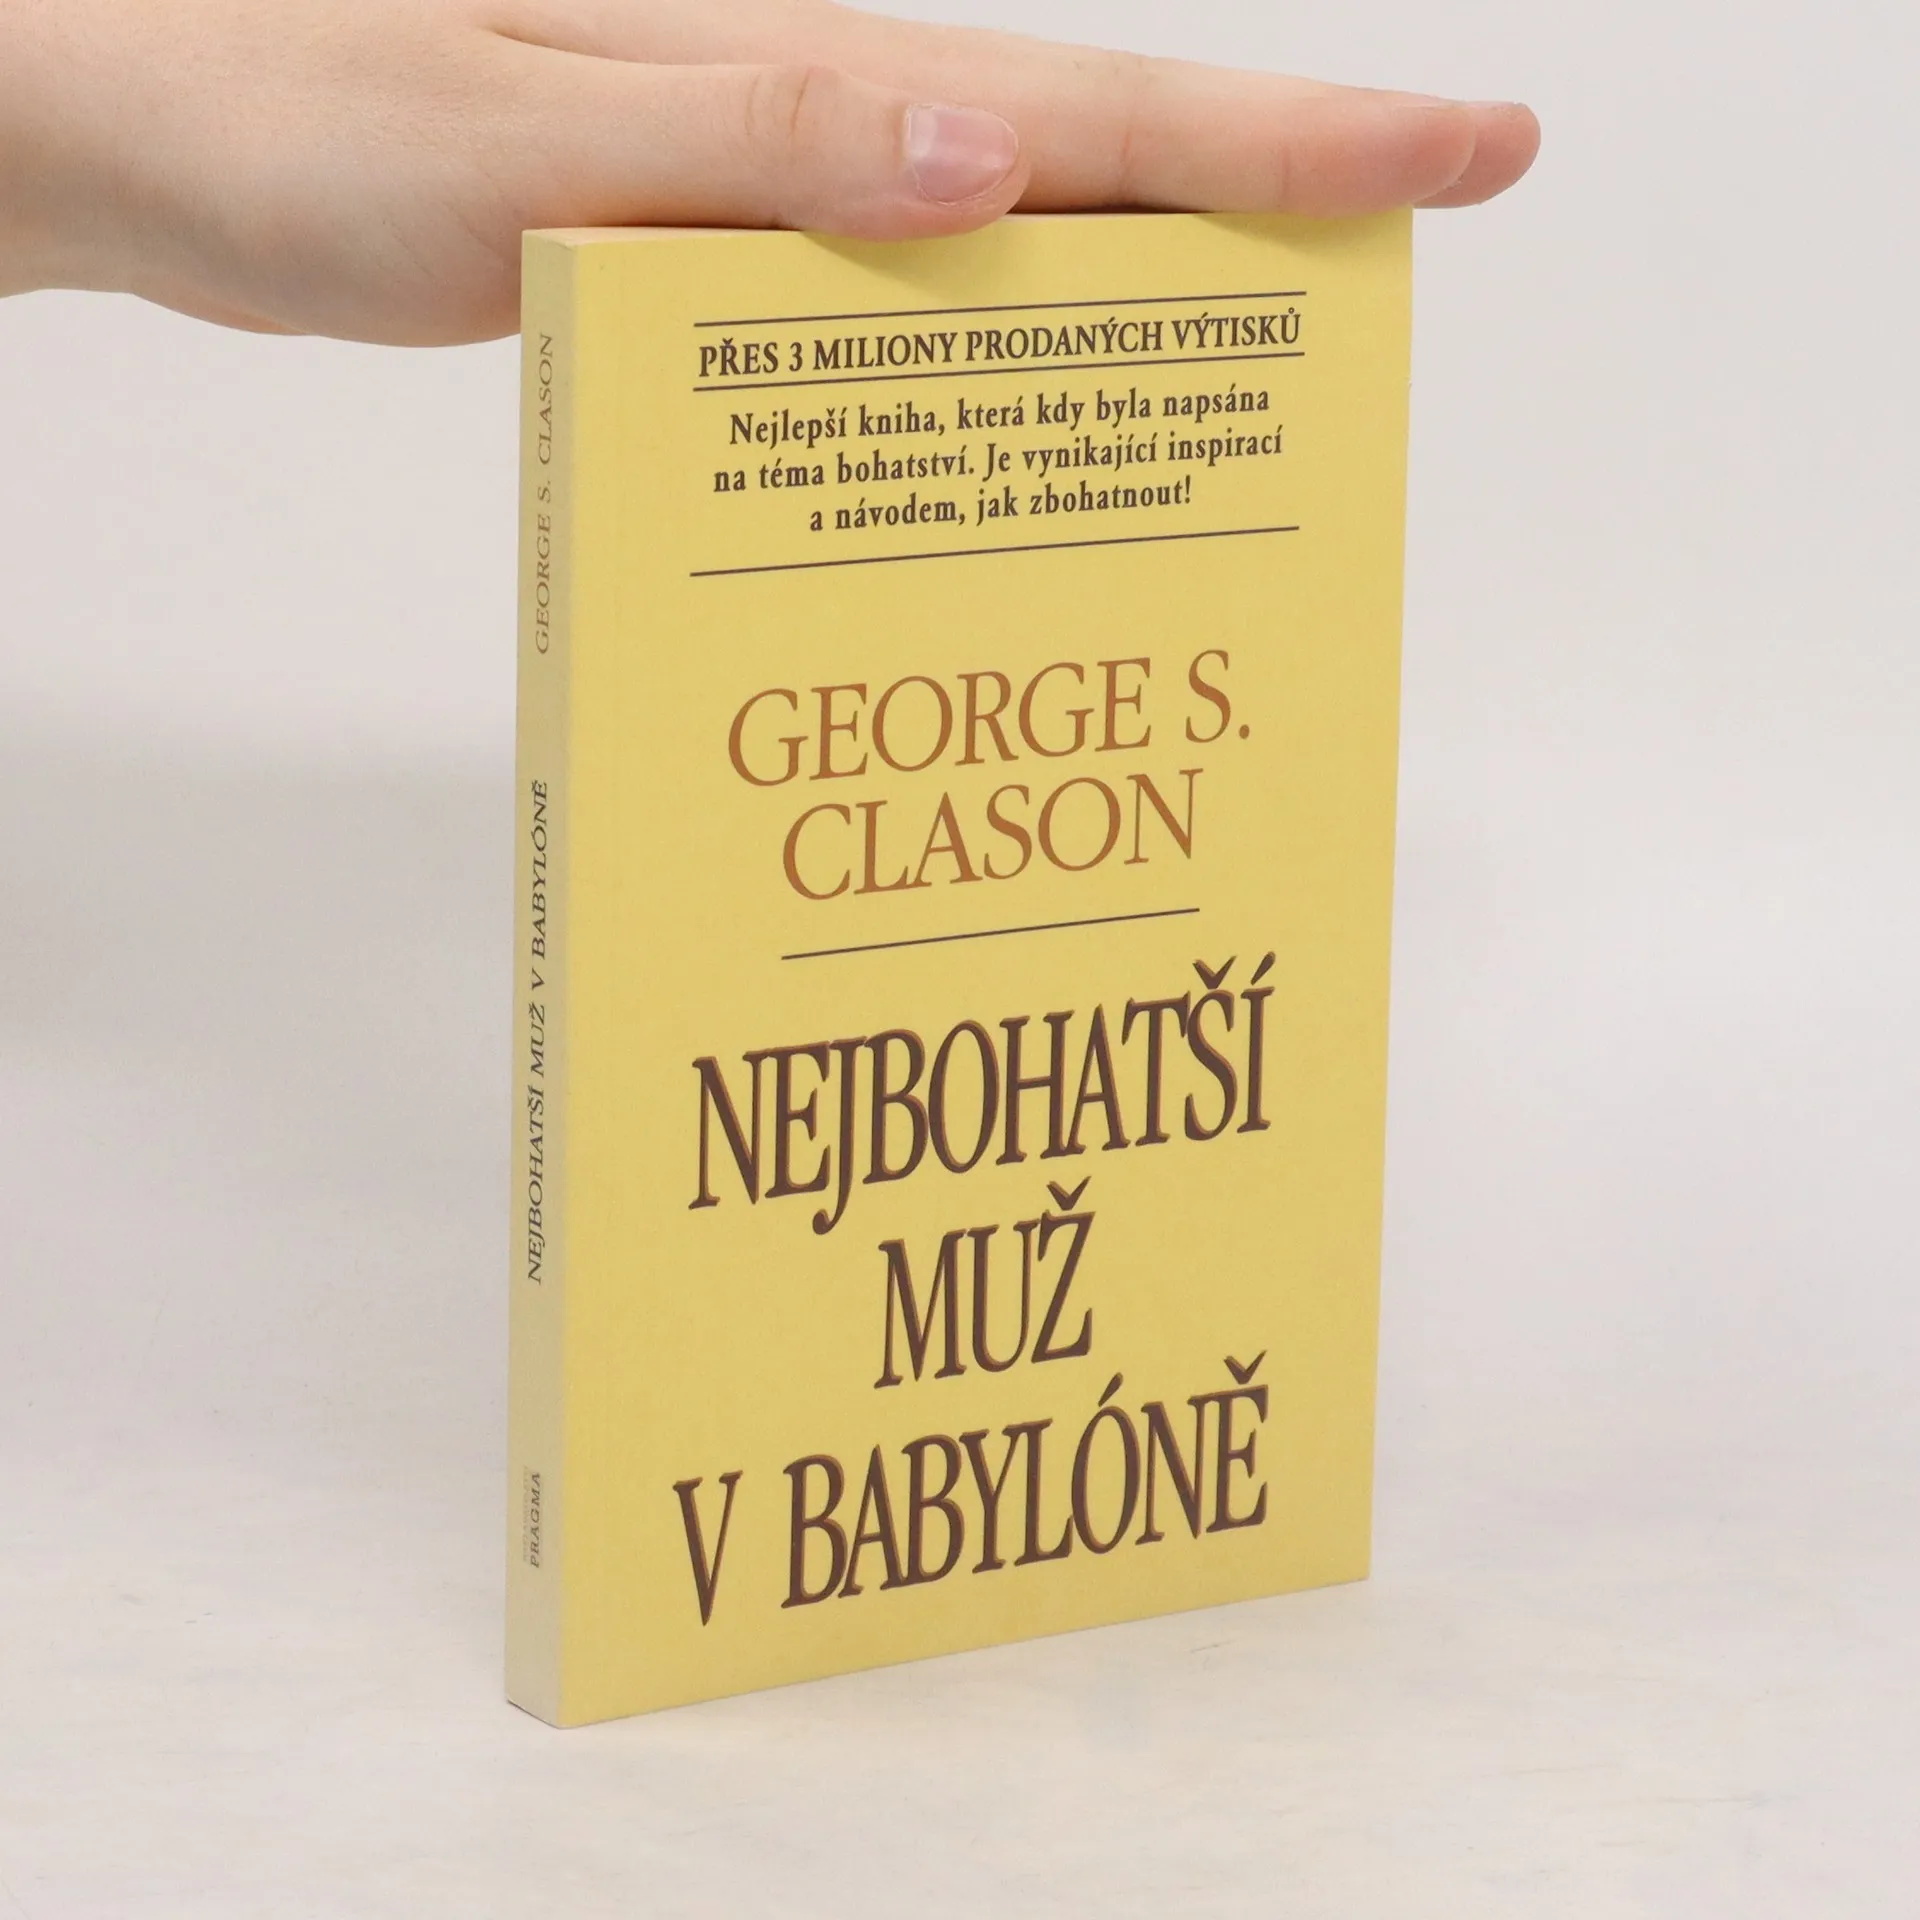 PŘES 3 MILIONY PRODANÝCH VÝTISKŮ
Nejlepší kniha, která kdy byla napsána
na téma bohatství. Je vynikající inspirací
a návodem, jak zbohatnout!
GEORGE S.
CLASON
NEJBOHATŠÍ
MUŽ
V BABYLÓNĚ
GEORGE S. CLASON
NEJBOHATŠÍ MUŽ V BABYLÓNĚ
PRAGMA